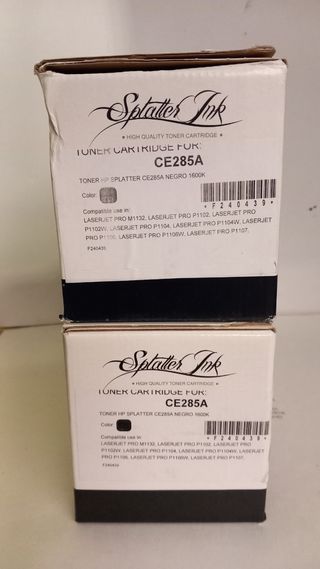 Splatter Ink
★ HIGH QUALITY TONER CARTRIDGE ★
TONER CARTRIDGE FOR:
CE285A
TONER HP SPLATTER CE285A NEGRO 1600K
Color:
*F240439*
Compatible use in:
LASERJET PRO M1132, LASERJET PRO P1102, LASERJET PRO
P1102W, LASERJET PRO P1104, LASERJET PRO P1104W, LASERJET
PRO P1106, LASERJET PRO P1106W, LASERJET PRO P1107,
F240439
Splatter Ink
★ HIGH QUALITY TONER CARTRIDGE ★
TONER CARTRIDGE FOR:
CE285A
TONER HP SPLATTER CE285A NEGRO 1600K
Color:
*F240439*
Compatible use in:
LASERJET PRO M1132, LASERJET PRO P1102, LASERJET PRO
P1102W, LASERJET PRO P1104, LASERJET PRO P1104W, LASERJET
PRO P1106, LASERJET PRO P1106W, LASERJET PRO P1107,
F240439